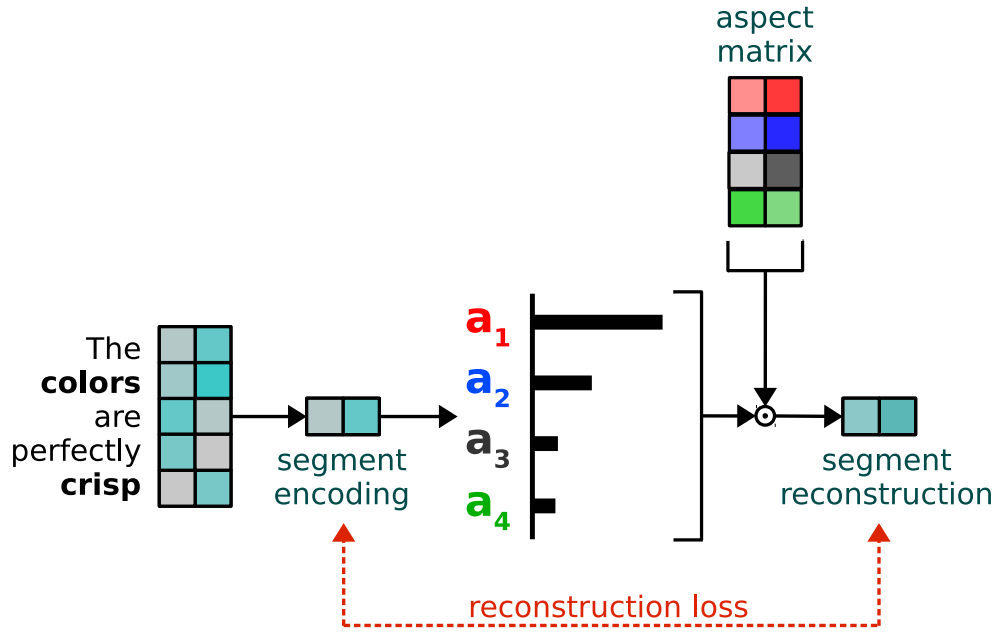 aspect
matrix
The
colors
are
perfectly
crisp
segment
encoding
a1
a2
a3
a4
segment
reconstruction
reconstruction loss